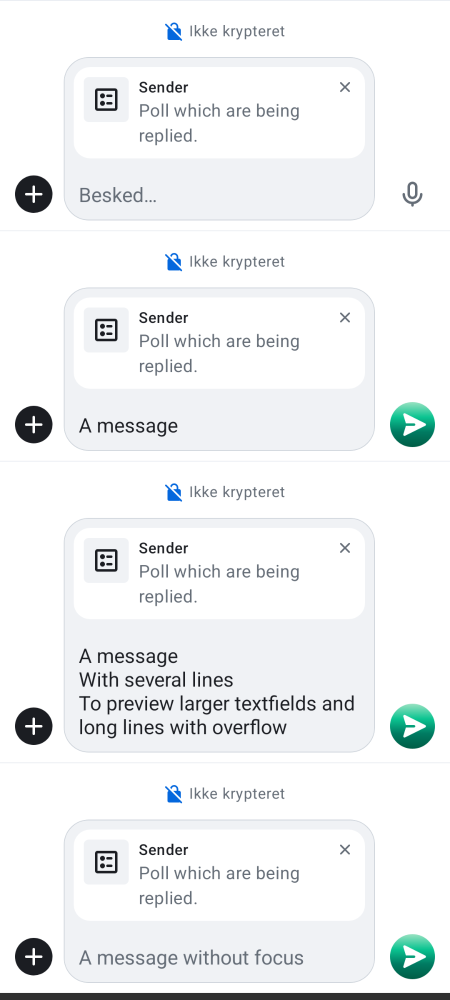 Ikke krypteret
Sender
Poll which are being
replied.
Besked…
Ikke krypteret
Sender
Poll which are being
replied.
A message
Ikke krypteret
Sender
Poll which are being
replied.
A message
With several lines
To preview larger textfields and
long lines with overflow
Ikke krypteret
Sender
Poll which are being
replied.
A message without focus